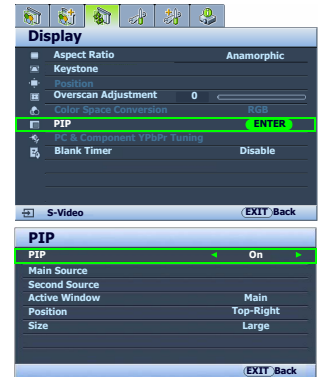 Display
Aspect Ratio Anamorphic
Keystone
Position
Overscan Adjustment 0
Color Space Conversion RGB
PIP ENTER
PC & Component YPbPr Tuning
Blank Timer Disable
S-Video EXIT Back
PIP
PIP On
Main Source
Second Source
Active Window Main
Position Top-Right
Size Large
EXIT Back